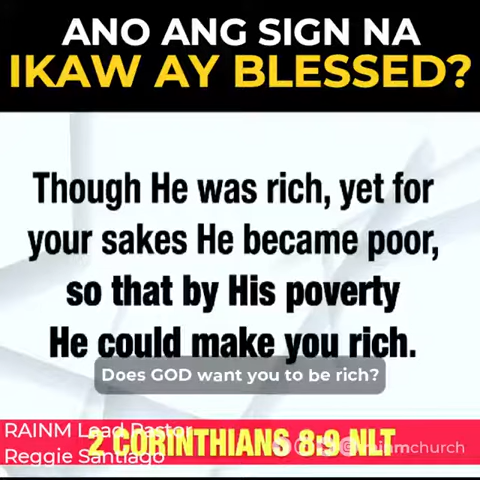 ANO ANG SIGN NA
IKAW AY BLESSED?
Though He was rich, yet for
your sakes He became poor,
so that by His poverty
He could make you rich.
Does GOD want you to be rich?
RAINM Lead Pastor
Reggie Santiago
2 CORINTHIANS 8:9 NLT
@rainmchurch